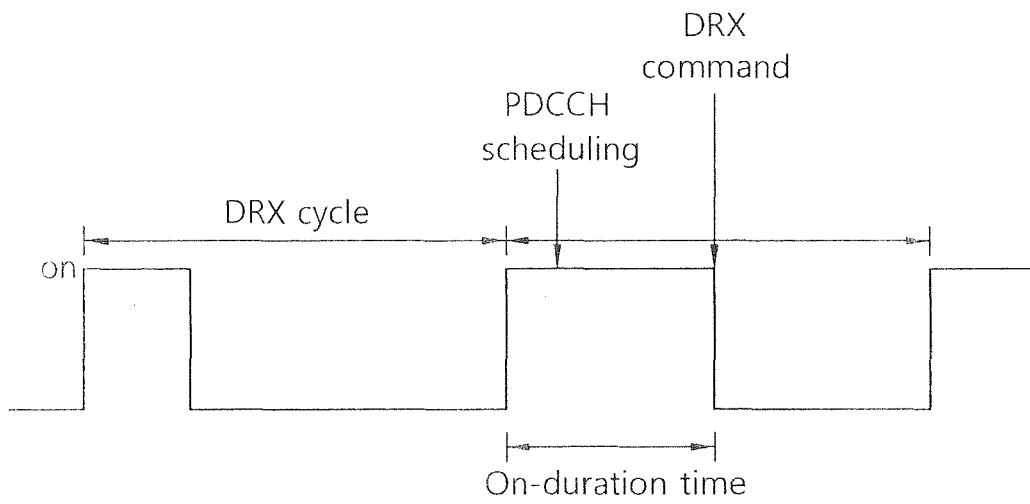 DRX
command
PDCCH
scheduling
DRX cycle
on
On-duration time